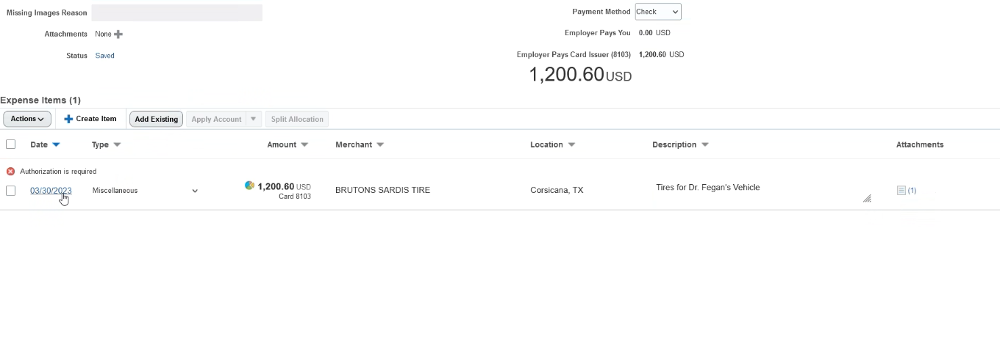 Missing Images Reason
Attachments None
Status Saved
Payment Method Check
Employer Pays You 0.00 USD
Employer Pays Card Issuer (8103) 1,200.60 USD
1,200.60 USD
Expense Items (1)
Actions Create Item Add Existing Apply Account Split Allocation
Date Type Amount Merchant Location Description Attachments
Authorization is required
03/30/2023 Miscellaneous 1,200.60 USD BRUTONS SARDIS TIRE Corsicana, TX Tires for Dr. Fegan's Vehicle (1)
Card 8103